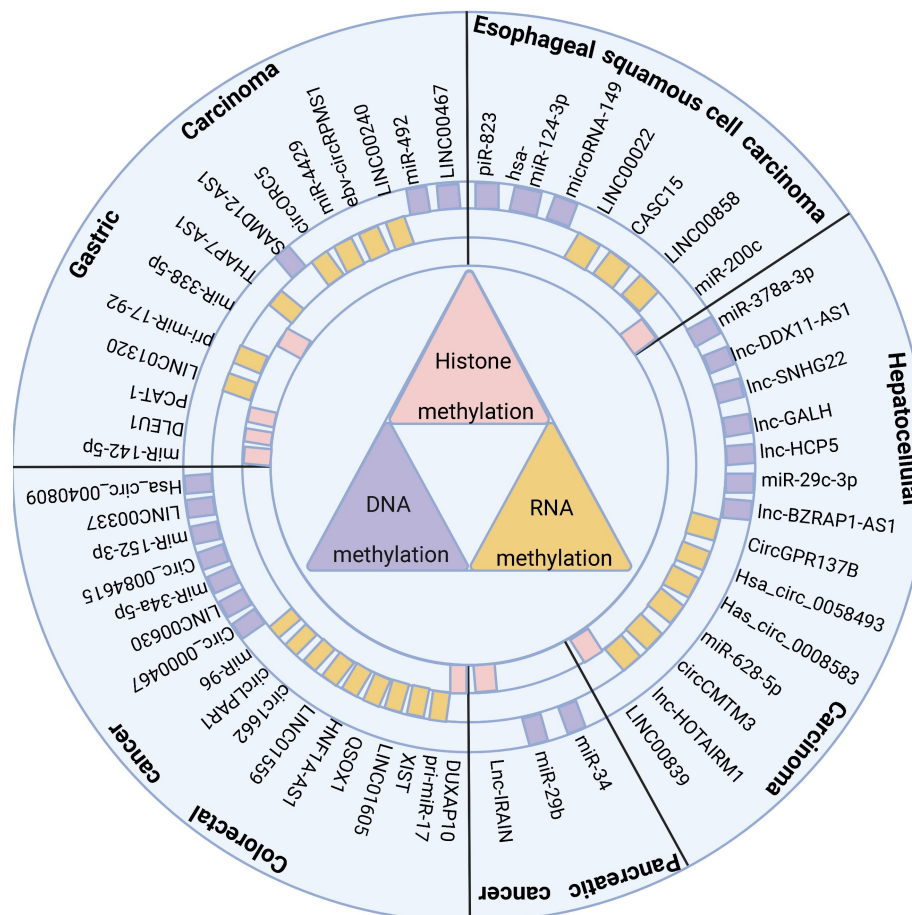 Esophageal squamous cell carcinoma
piR-823
hsa-
miR-124-3p
microRNA-149
LINC00022
CASC15
LINC00858
miR-200c
Hepatocellular
Carcinoma
miR-378a-3p
lnc-DDX11-AS1
lnc-SNHG22
lnc-GALH
lnc-HCP5
miR-29c-3p
lnc-BZRAP1-AS1
CircGPR137B
Hsa_circ_0058493
Has_circ_0008583
miR-628-5p
circCMTM3
lnc-HOTAIRM1
LINC00839
Pancreatic
cancer
miR-34
miR-29b
Lnc-IRAIN
Colorectal
cancer
DUXAP10
pri-miR-17
XIST
LINC01605
QSOX1
HNF1A-AS1
LINC01559
circ1662
circLPAR1
miR-96
Circ_0000467
LINC00630
miR-34a-5p
Circ_0084615
miR-152-3p
LINC00337
Hsa_circ_0040809
Gastric
Carcinoma
miR-142-5p
DLEU1
PCAT-1
LINC01320
pri-miR-17-92
miR-338-5p
THAP7-AS1
SAMD12-AS1
circORC5
miR-4429
ebv-circRPMS1
LINC00240
miR-492
LINC00467
Histone
methylation
DNA
methylation
RNA
methylation